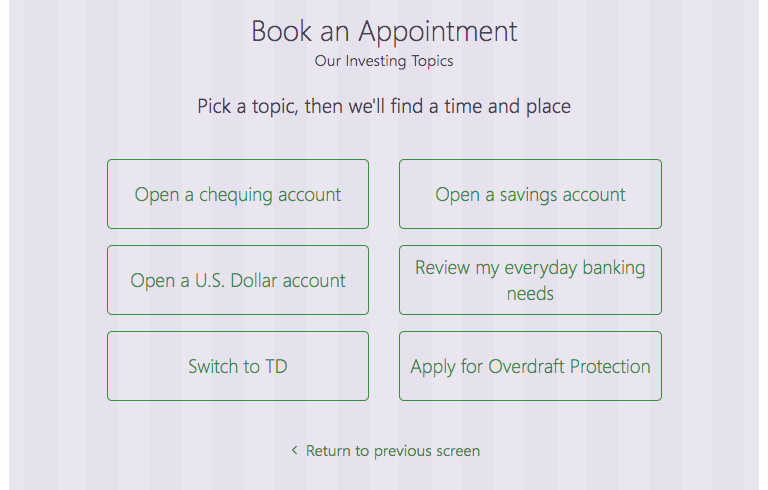 Book an Appointment
Our Investing Topics
Pick a topic, then we'll find a time and place
Open a chequing account
Open a savings account
Open a U.S. Dollar account
Review my everyday banking
needs
Switch to TD
Apply for Overdraft Protection
Return to previous screen